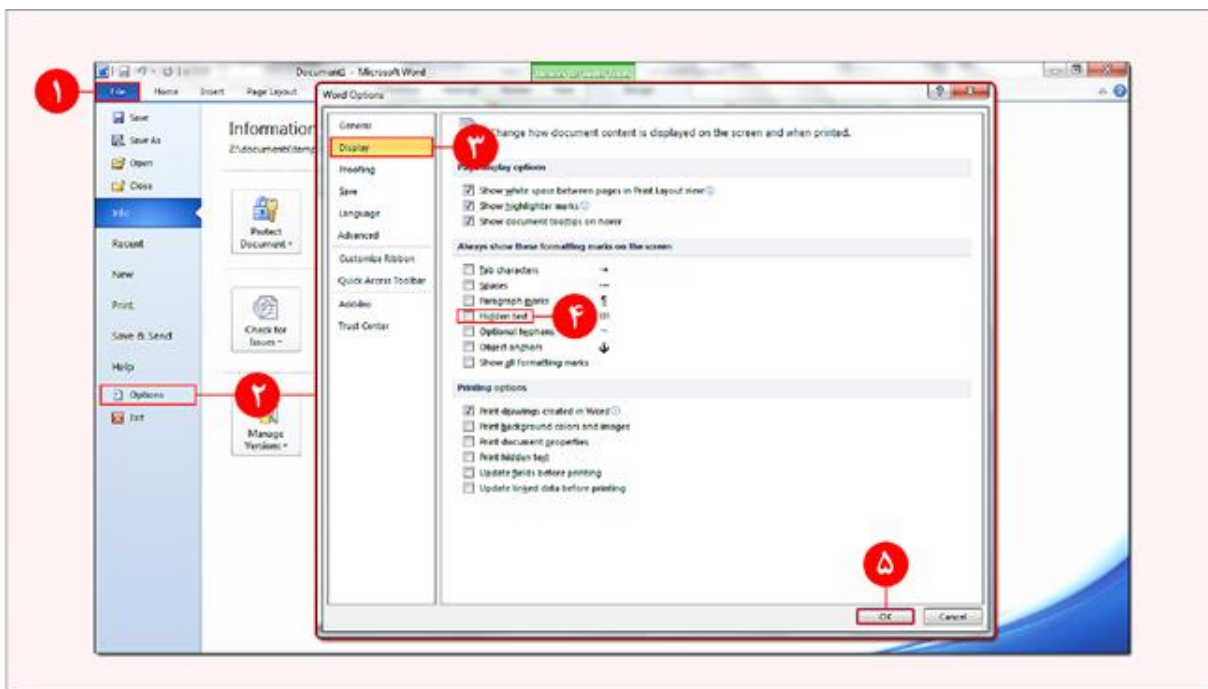 Document1 - Microsoft Word
۱
File Home Insert Page Layout
Save
Save As
Open
Close
Info
Recent
New
Print
Save & Send
Help
Options
Exit
۲
Information
Protect
Document
Check for
Issues
Manage
Versions
Word Options
General
Display
Proofing
Save
Language
Advanced
Customize Ribbon
Quick Access Toolbar
Add-Ins
Trust Center
۳
Change how document content is displayed on the screen and when printed.
Page display options
Show white space between pages in Print Layout view
Show highlighter marks
Show document tooltips on hover
Always show these formatting marks on the screen
Tab characters →
Spaces ···
Paragraph marks ¶
Hidden text
۴
Optional hyphens ¬
Object anchors
Show all formatting marks
Printing options
Print drawings created in Word
Print background colors and images
Print document properties
Print hidden text
Update fields before printing
Update linked data before printing
۵
OK Cancel